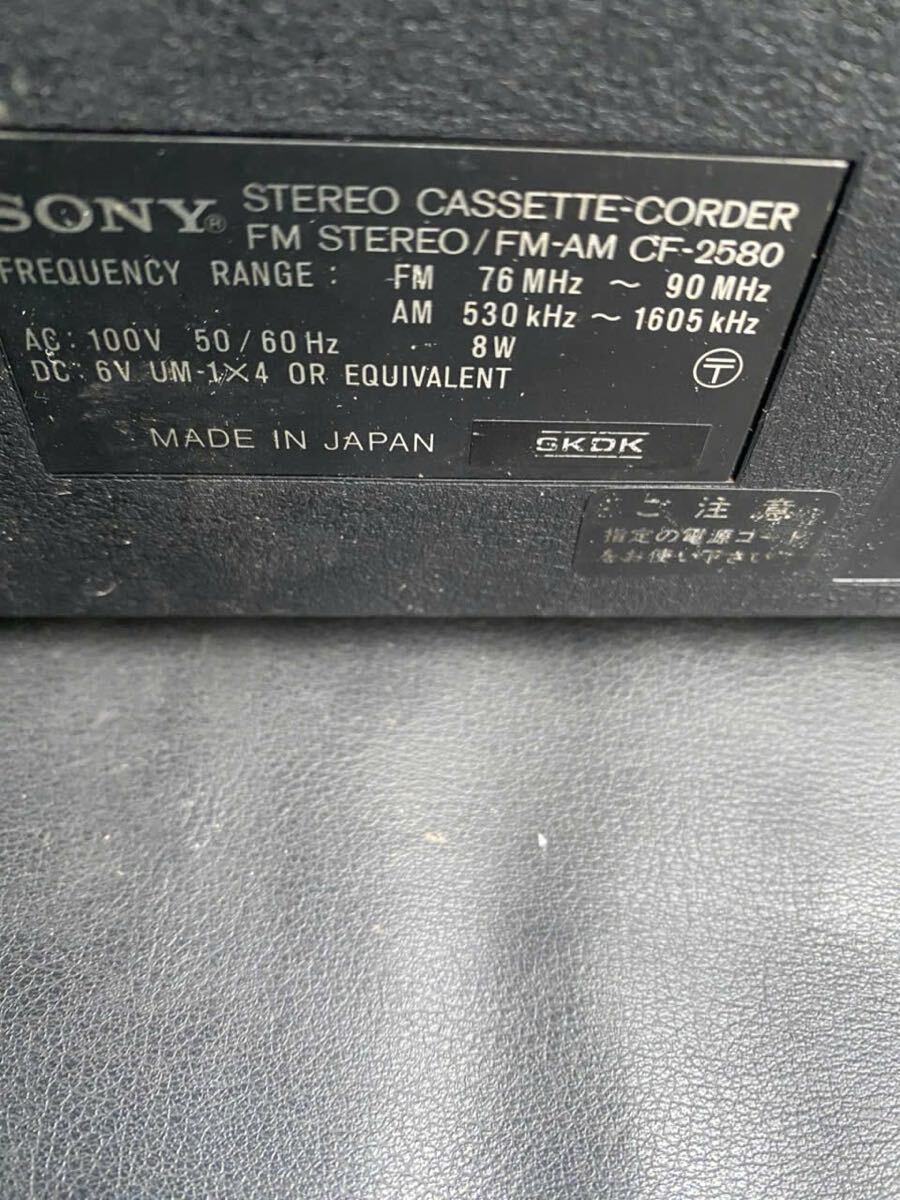 SONY® STEREO CASSETTE-CORDER
FM STEREO/FM-AM CF-2580
FREQUENCY RANGE: FM 76 MHz ~ 90 MHz
AM 530 kHz ~ 1605 kHz
AC: 100V 50/60 Hz 8 W
DC: 6V UM-1×4 OR EQUIVALENT
〒
MADE IN JAPAN
ご注意
指定の電源コード
をお使い下さい